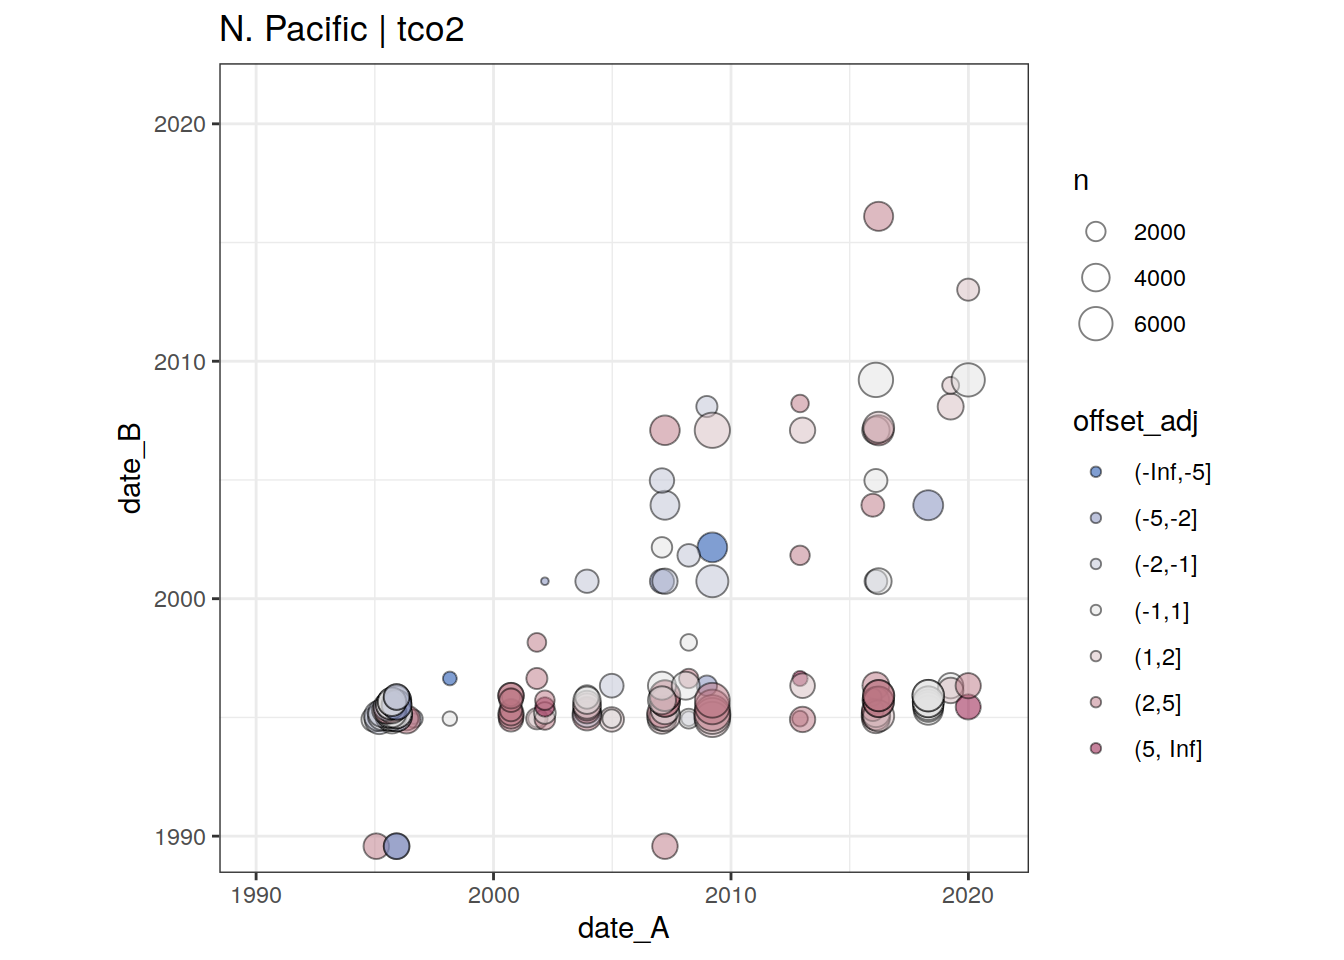 N. Pacific | tco2
2020
2010
2000
1990
date_B
1990
2000
2010
2020
date_A
n
2000
4000
6000
offset_adj
(-Inf,-5]
(-5,-2]
(-2,-1]
(-1,1]
(1,2]
(2,5]
(5, Inf]